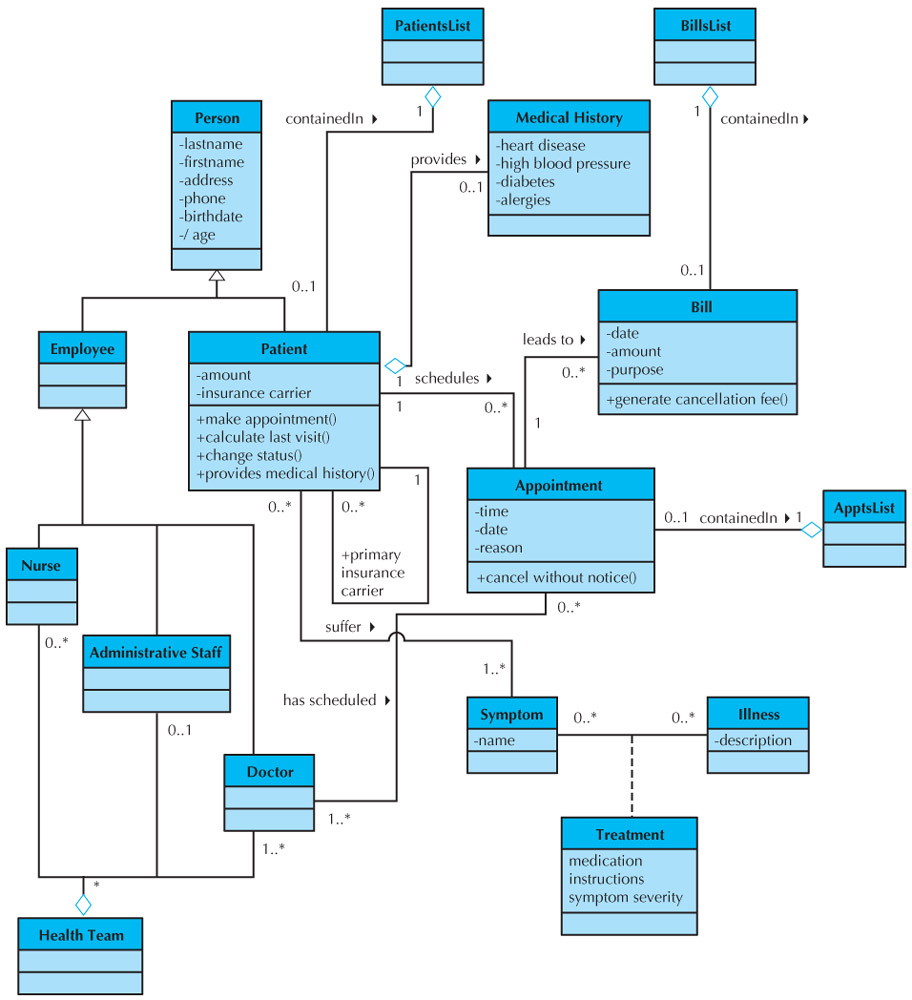 PatientsList
BillsList
containedIn ▸
1
1
containedIn ▸
Person
-lastname
-firstname
-address
-phone
-birthdate
-/ age
Medical History
-heart disease
-high blood pressure
-diabetes
-alergies
provides ▸
0..1
0..1
0..1
Employee
Patient
-amount
-insurance carrier
+make appointment()
+calculate last visit()
+change status()
+provides medical history()
1
schedules ▸
1
0..*
Bill
-date
-amount
-purpose
+generate cancellation fee()
leads to ▸
0..*
1
1
0..*
0..*
+primary
insurance
carrier
Appointment
-time
-date
-reason
+cancel without notice()
0..1
containedIn ▸
1
ApptsList
0..*
Nurse
0..*
Administrative Staff
0..1
suffer ▸
1..*
has scheduled ▸
Symptom
-name
0..*
0..*
Illness
-description
Doctor
1..*
1..*
Treatment
medication
instructions
symptom severity
*
Health Team